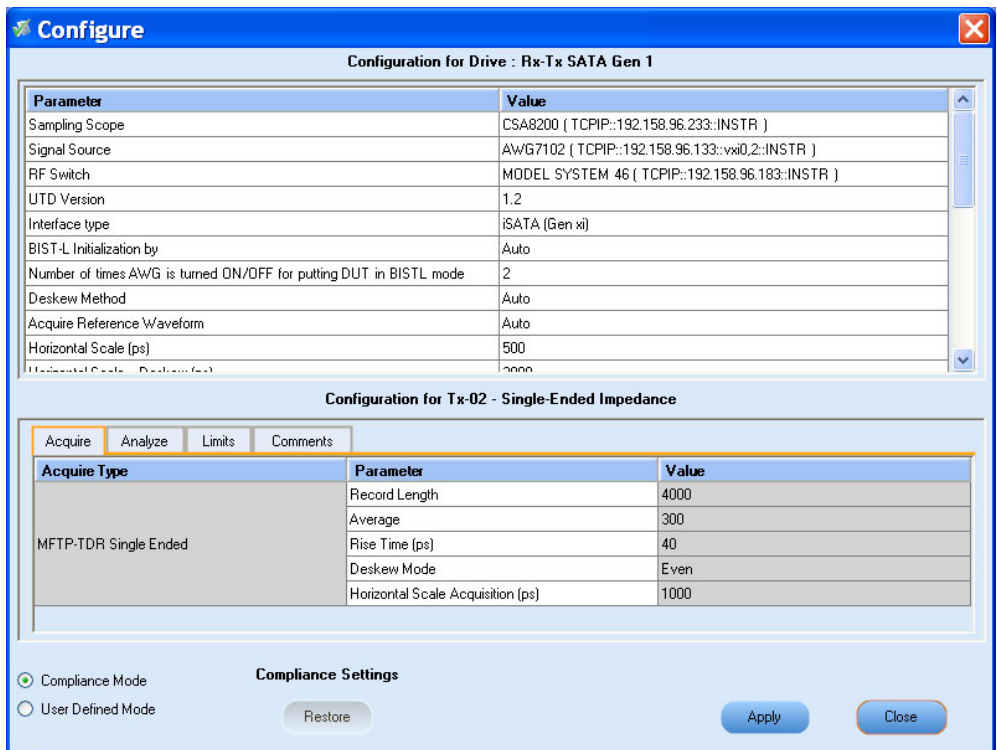 Configure
Configuration for Drive : Rx-Tx SATA Gen 1
Parameter Value
Sampling Scope CSA8200 ( TCPIP::192.158.96.233::INSTR )
Signal Source AWG7102 ( TCPIP::192.158.96.133::vxi0,2::INSTR )
RF Switch MODEL SYSTEM 46 ( TCPIP::192.158.96.183::INSTR )
UTD Version 1.2
Interface type iSATA (Gen xi)
BIST-L Initialization by Auto
Number of times AWG is turned ON/OFF for putting DUT in BISTL mode 2
Deskew Method Auto
Acquire Reference Waveform Auto
Horizontal Scale (ps) 500
Configuration for Tx-02 - Single-Ended Impedance
Acquire Analyze Limits Comments
Acquire Type Parameter Value
Record Length 4000
Average 300
MFTP-TDR Single Ended Rise Time (ps) 40
Deskew Mode Even
Horizontal Scale Acquisition (ps) 1000
Compliance Mode Compliance Settings
User Defined Mode Restore Apply Close